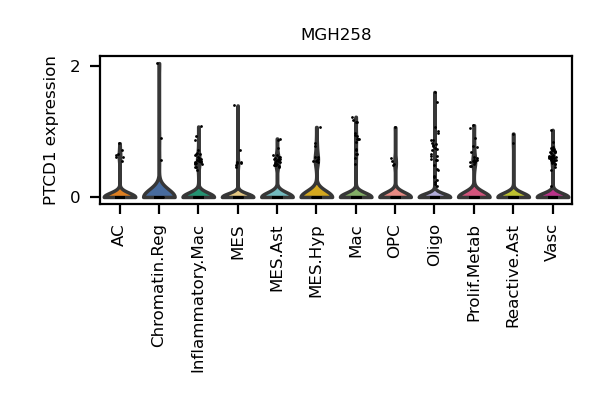 MGH258
PTCD1 expression
2
0
AC
Chromatin.Reg
Inflammatory.Mac
MES
MES.Ast
MES.Hyp
Mac
OPC
Oligo
Prolif.Metab
Reactive.Ast
Vasc